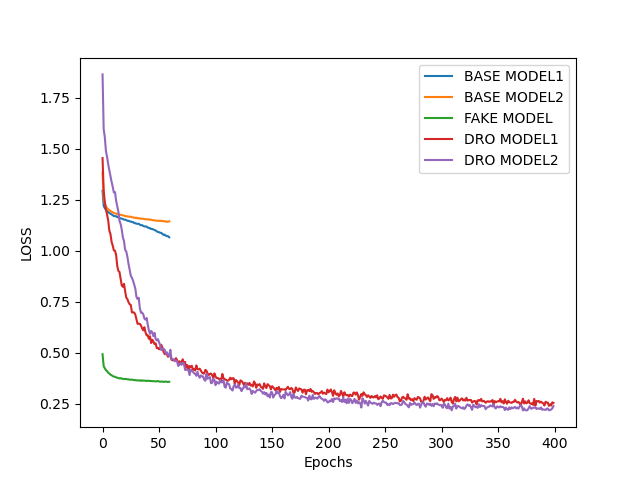 BASE MODEL1
BASE MODEL2
FAKE MODEL
DRO MODEL1
DRO MODEL2
1.75
1.50
1.25
1.00
0.75
0.50
0.25
LOSS
0 50 100 150 200 250 300 350 400
Epochs